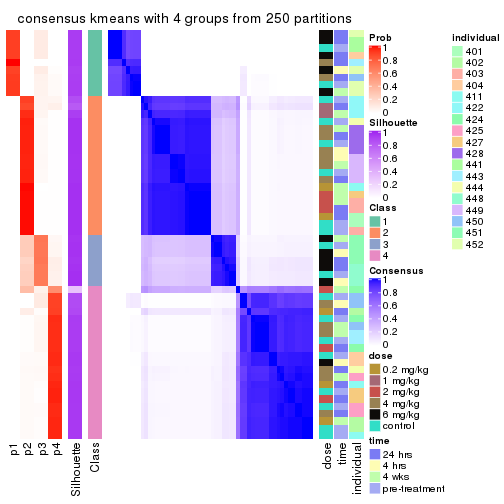 consensus kmeans with 4 groups from 250 partitions
Prob
1
0.8
0.6
0.4
0.2
0
Silhouette
1
0.8
0.6
0.4
0.2
0
Class
1
2
3
4
Consensus
1
0.8
0.6
0.4
0.2
0
dose
0.2 mg/kg
1 mg/kg
2 mg/kg
4 mg/kg
6 mg/kg
control
time
24 hrs
4 hrs
4 wks
pre-treatment
individual
401
402
403
404
411
422
424
425
427
428
441
443
444
448
449
450
451
452
p1
p2
p3
p4
Silhouette
Class
dose
time
individual